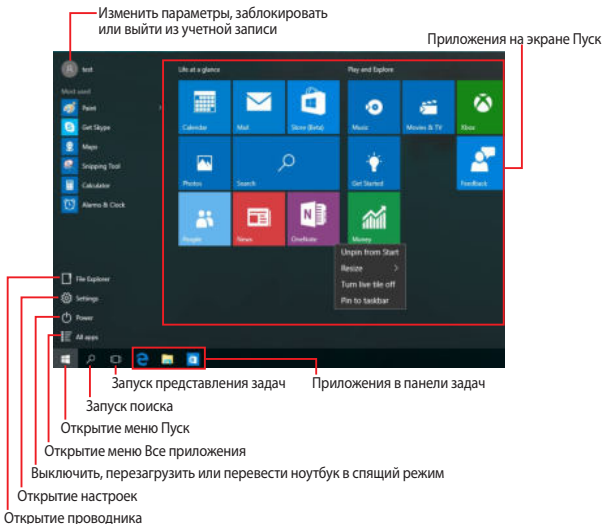 Изменить параметры, заблокировать
или выйти из учетной записи
Приложения на экране Пуск
test
Life at a glance
Play and Explore
Most used
Paint
Get Skype
Maps
Snipping Tool
Calculator
Alarms & Clock
Calendar
Mail
Store (Beta)
Music
Movies & TV
Xbox
Photos
Search
Get Started
Feedback
People
News
OneNote
Money
Unpin from Start
Resize
Turn live tile off
Pin to taskbar
File Explorer
Settings
Power
All apps
Запуск представления задач
Приложения в панели задач
Запуск поиска
Открытие меню Пуск
Открытие меню Все приложения
Выключить, перезагрузить или перевести ноутбук в спящий режим
Открытие настроек
Открытие проводника